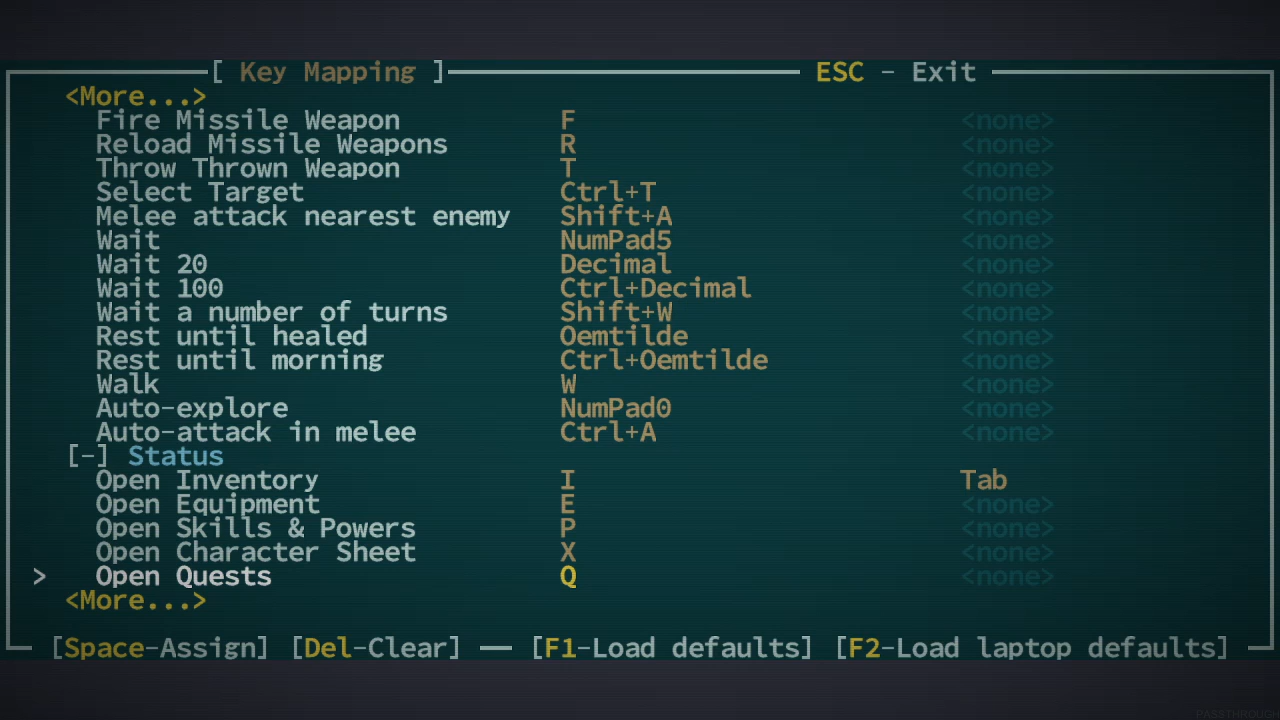 [ Key Mapping ] ESC - Exit
<More...>
Fire Missile Weapon F <none>
Reload Missile Weapons R <none>
Throw Thrown Weapon T <none>
Select Target Ctrl+T <none>
Melee attack nearest enemy Shift+A <none>
Wait NumPad5 <none>
Wait 20 Decimal <none>
Wait 100 Ctrl+Decimal <none>
Wait a number of turns Shift+W <none>
Rest until healed Oemtilde <none>
Rest until morning Ctrl+Oemtilde <none>
Walk W <none>
Auto-explore NumPad0 <none>
Auto-attack in melee Ctrl+A <none>
[-] Status
Open Inventory I Tab
Open Equipment E <none>
Open Skills & Powers P <none>
Open Character Sheet X <none>
> Open Quests Q <none>
<More...>
[Space-Assign] [Del-Clear] — [F1-Load defaults] [F2-Load laptop defaults]